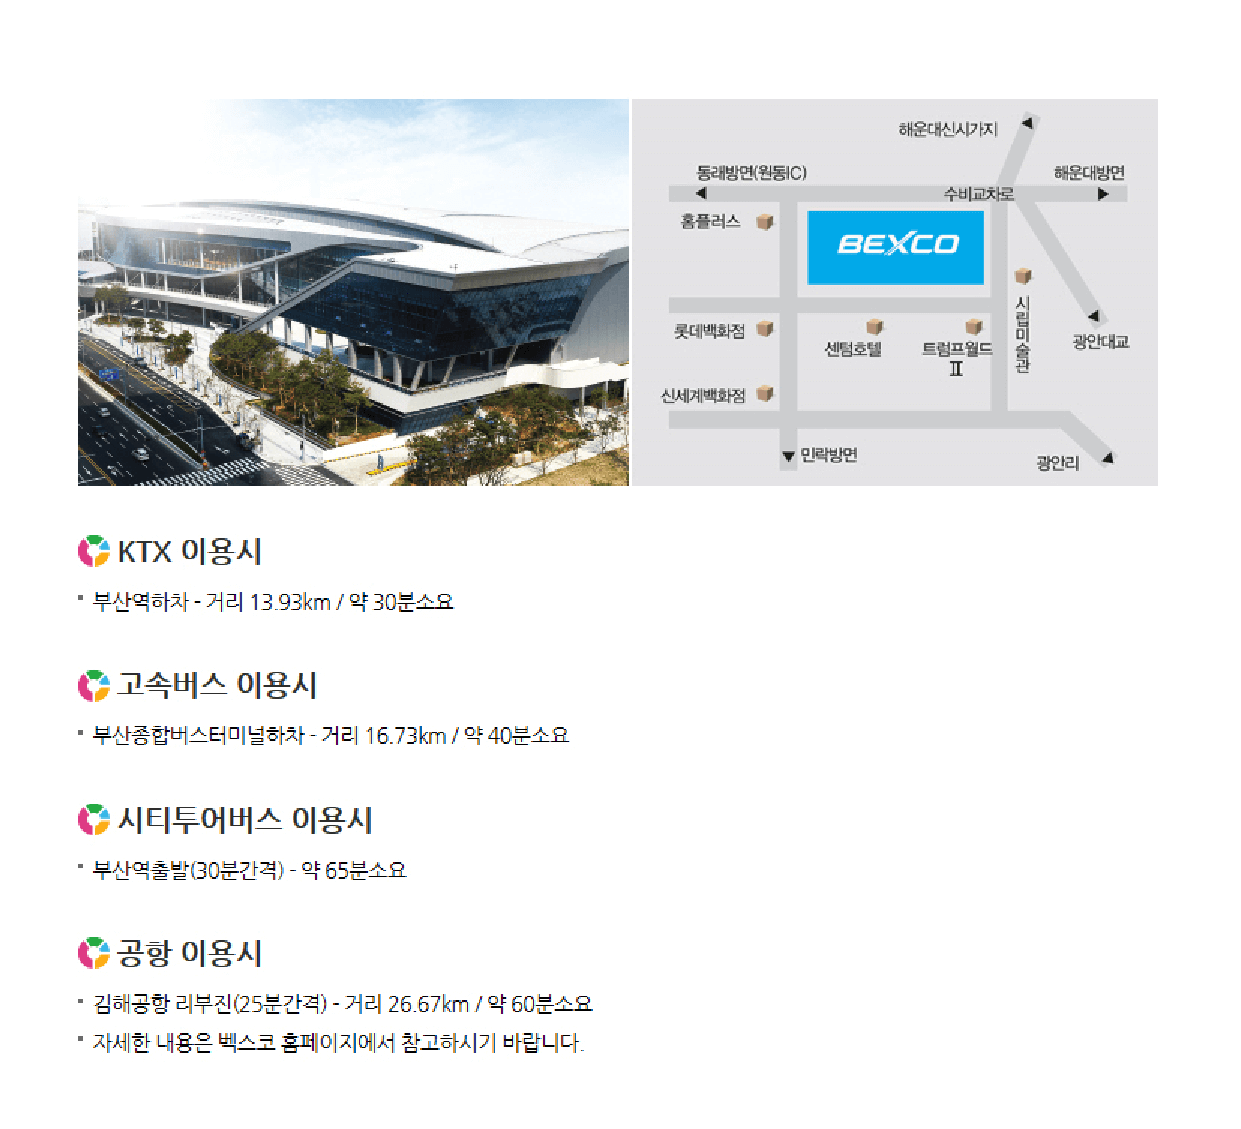 해운대신시가지
동래방면(원동IC)
해운대방면
수비교차로
홈플러스
BEXCO
시립미술관
롯데백화점
센텀호텔
트럼프월드
Ⅱ
광안대교
신세계백화점
민락방면
광안리
KTX 이용시
부산역하차 - 거리 13.93km / 약 30분소요
고속버스 이용시
부산종합버스터미널하차 - 거리 16.73km / 약 40분소요
시티투어버스 이용시
부산역출발(30분간격) - 약 65분소요
공항 이용시
김해공항 리부진(25분간격) - 거리 26.67km / 약 60분소요
자세한 내용은 벡스코 홈페이지에서 참고하시기 바랍니다.